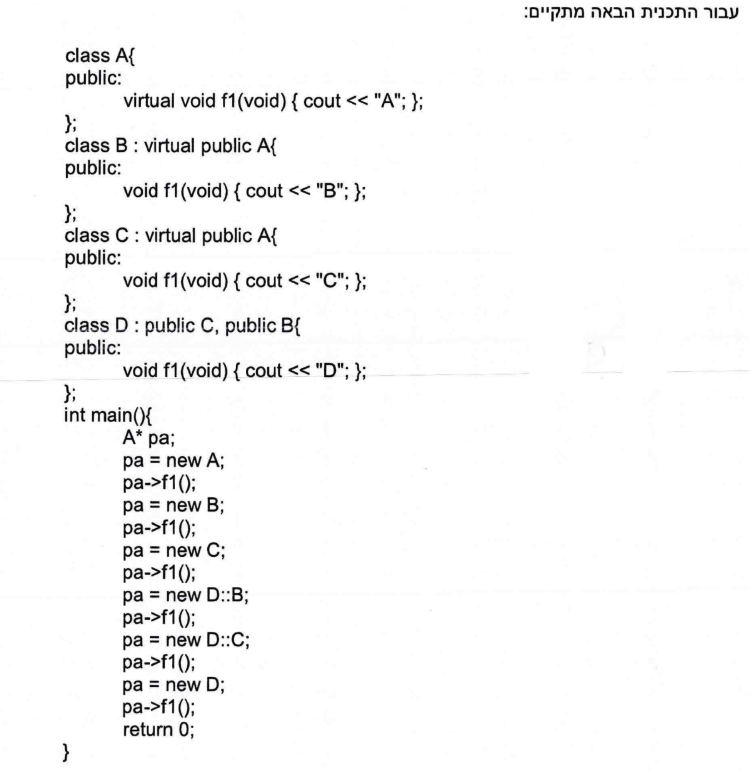 עבור התכנית הבאה מתקיים:
class A{
public:
virtual void f1(void) { cout << "A"; };
};
class B : virtual public A{
public:
void f1(void) { cout << "B"; };
};
class C : virtual public A{
public:
void f1(void) { cout << "C"; };
};
class D : public C, public B{
public:
void f1(void) { cout << "D"; };
};
int main(){
A* pa;
pa = new A;
pa->f1();
pa = new B;
pa->f1();
pa = new C;
pa->f1();
pa = new D::B;
pa->f1();
pa = new D::C;
pa->f1();
pa = new D;
pa->f1();
return 0;
}